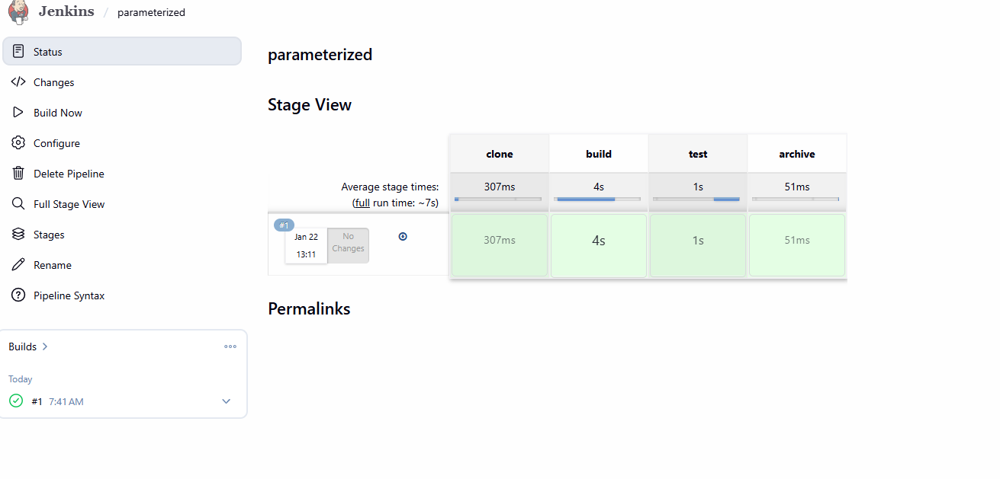 Jenkins / parameterized
Status
Changes
Build Now
Configure
Delete Pipeline
Full Stage View
Stages
Rename
Pipeline Syntax
Builds
Today
#1 7:41 AM
parameterized
Stage View
clone build test archive
Average stage times: 307ms 4s 1s 51ms
(full run time: ~7s)
#1
Jan 22
13:11
No
Changes
307ms 4s 1s 51ms
Permalinks